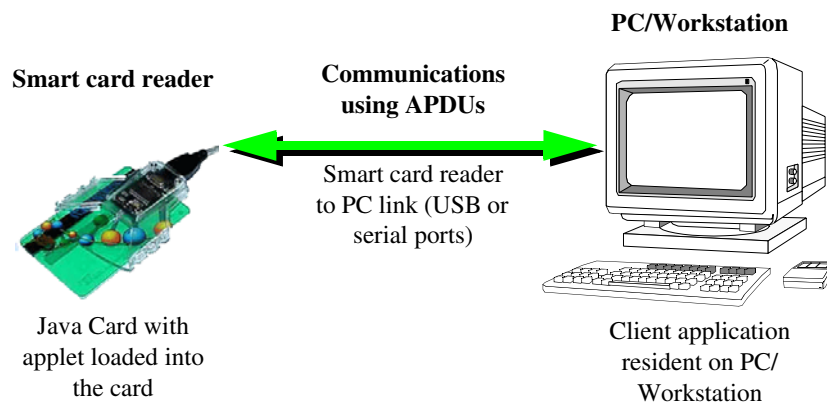 PC/Workstation
Smart card reader
Communications
using APDUs
Smart card reader
to PC link (USB or
serial ports)
Java Card with
applet loaded into
the card
Client application
resident on PC/
Workstation